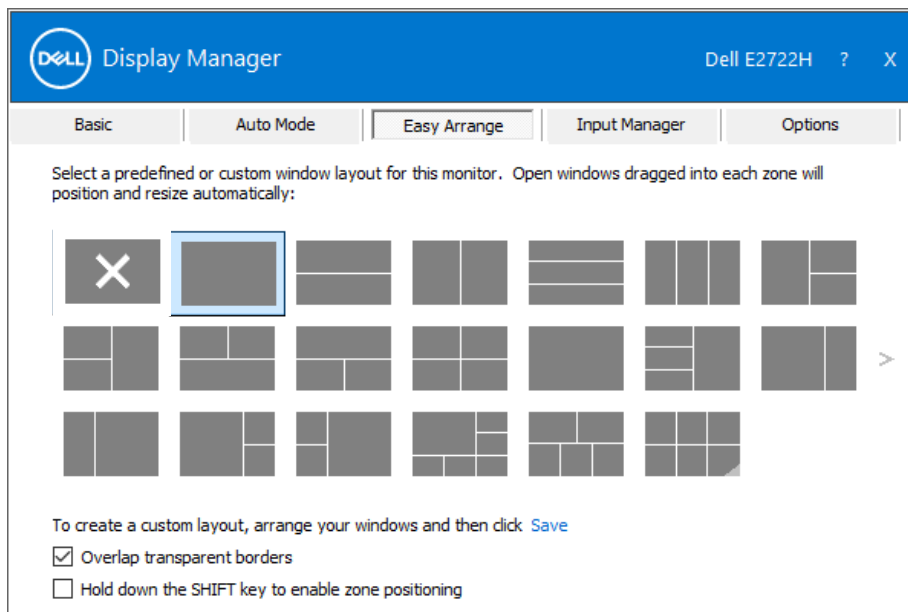 DELL Display Manager Dell E2722H ? X
Basic Auto Mode Easy Arrange Input Manager Options
Select a predefined or custom window layout for this monitor. Open windows dragged into each zone will
position and resize automatically:
>
To create a custom layout, arrange your windows and then click Save
Overlap transparent borders
Hold down the SHIFT key to enable zone positioning